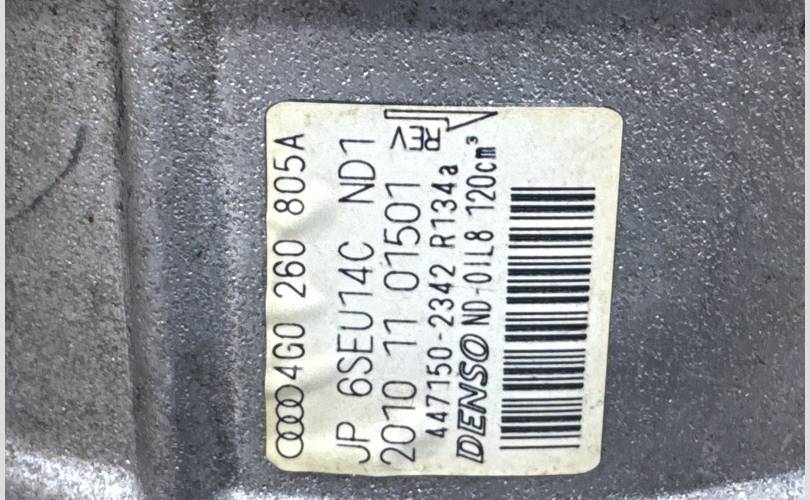 4G0 260 805A
JP 6SEU14C ND1
2010 11 01501
REV
447150-2342 R134a
DENSO ND-OIL8 120cm³